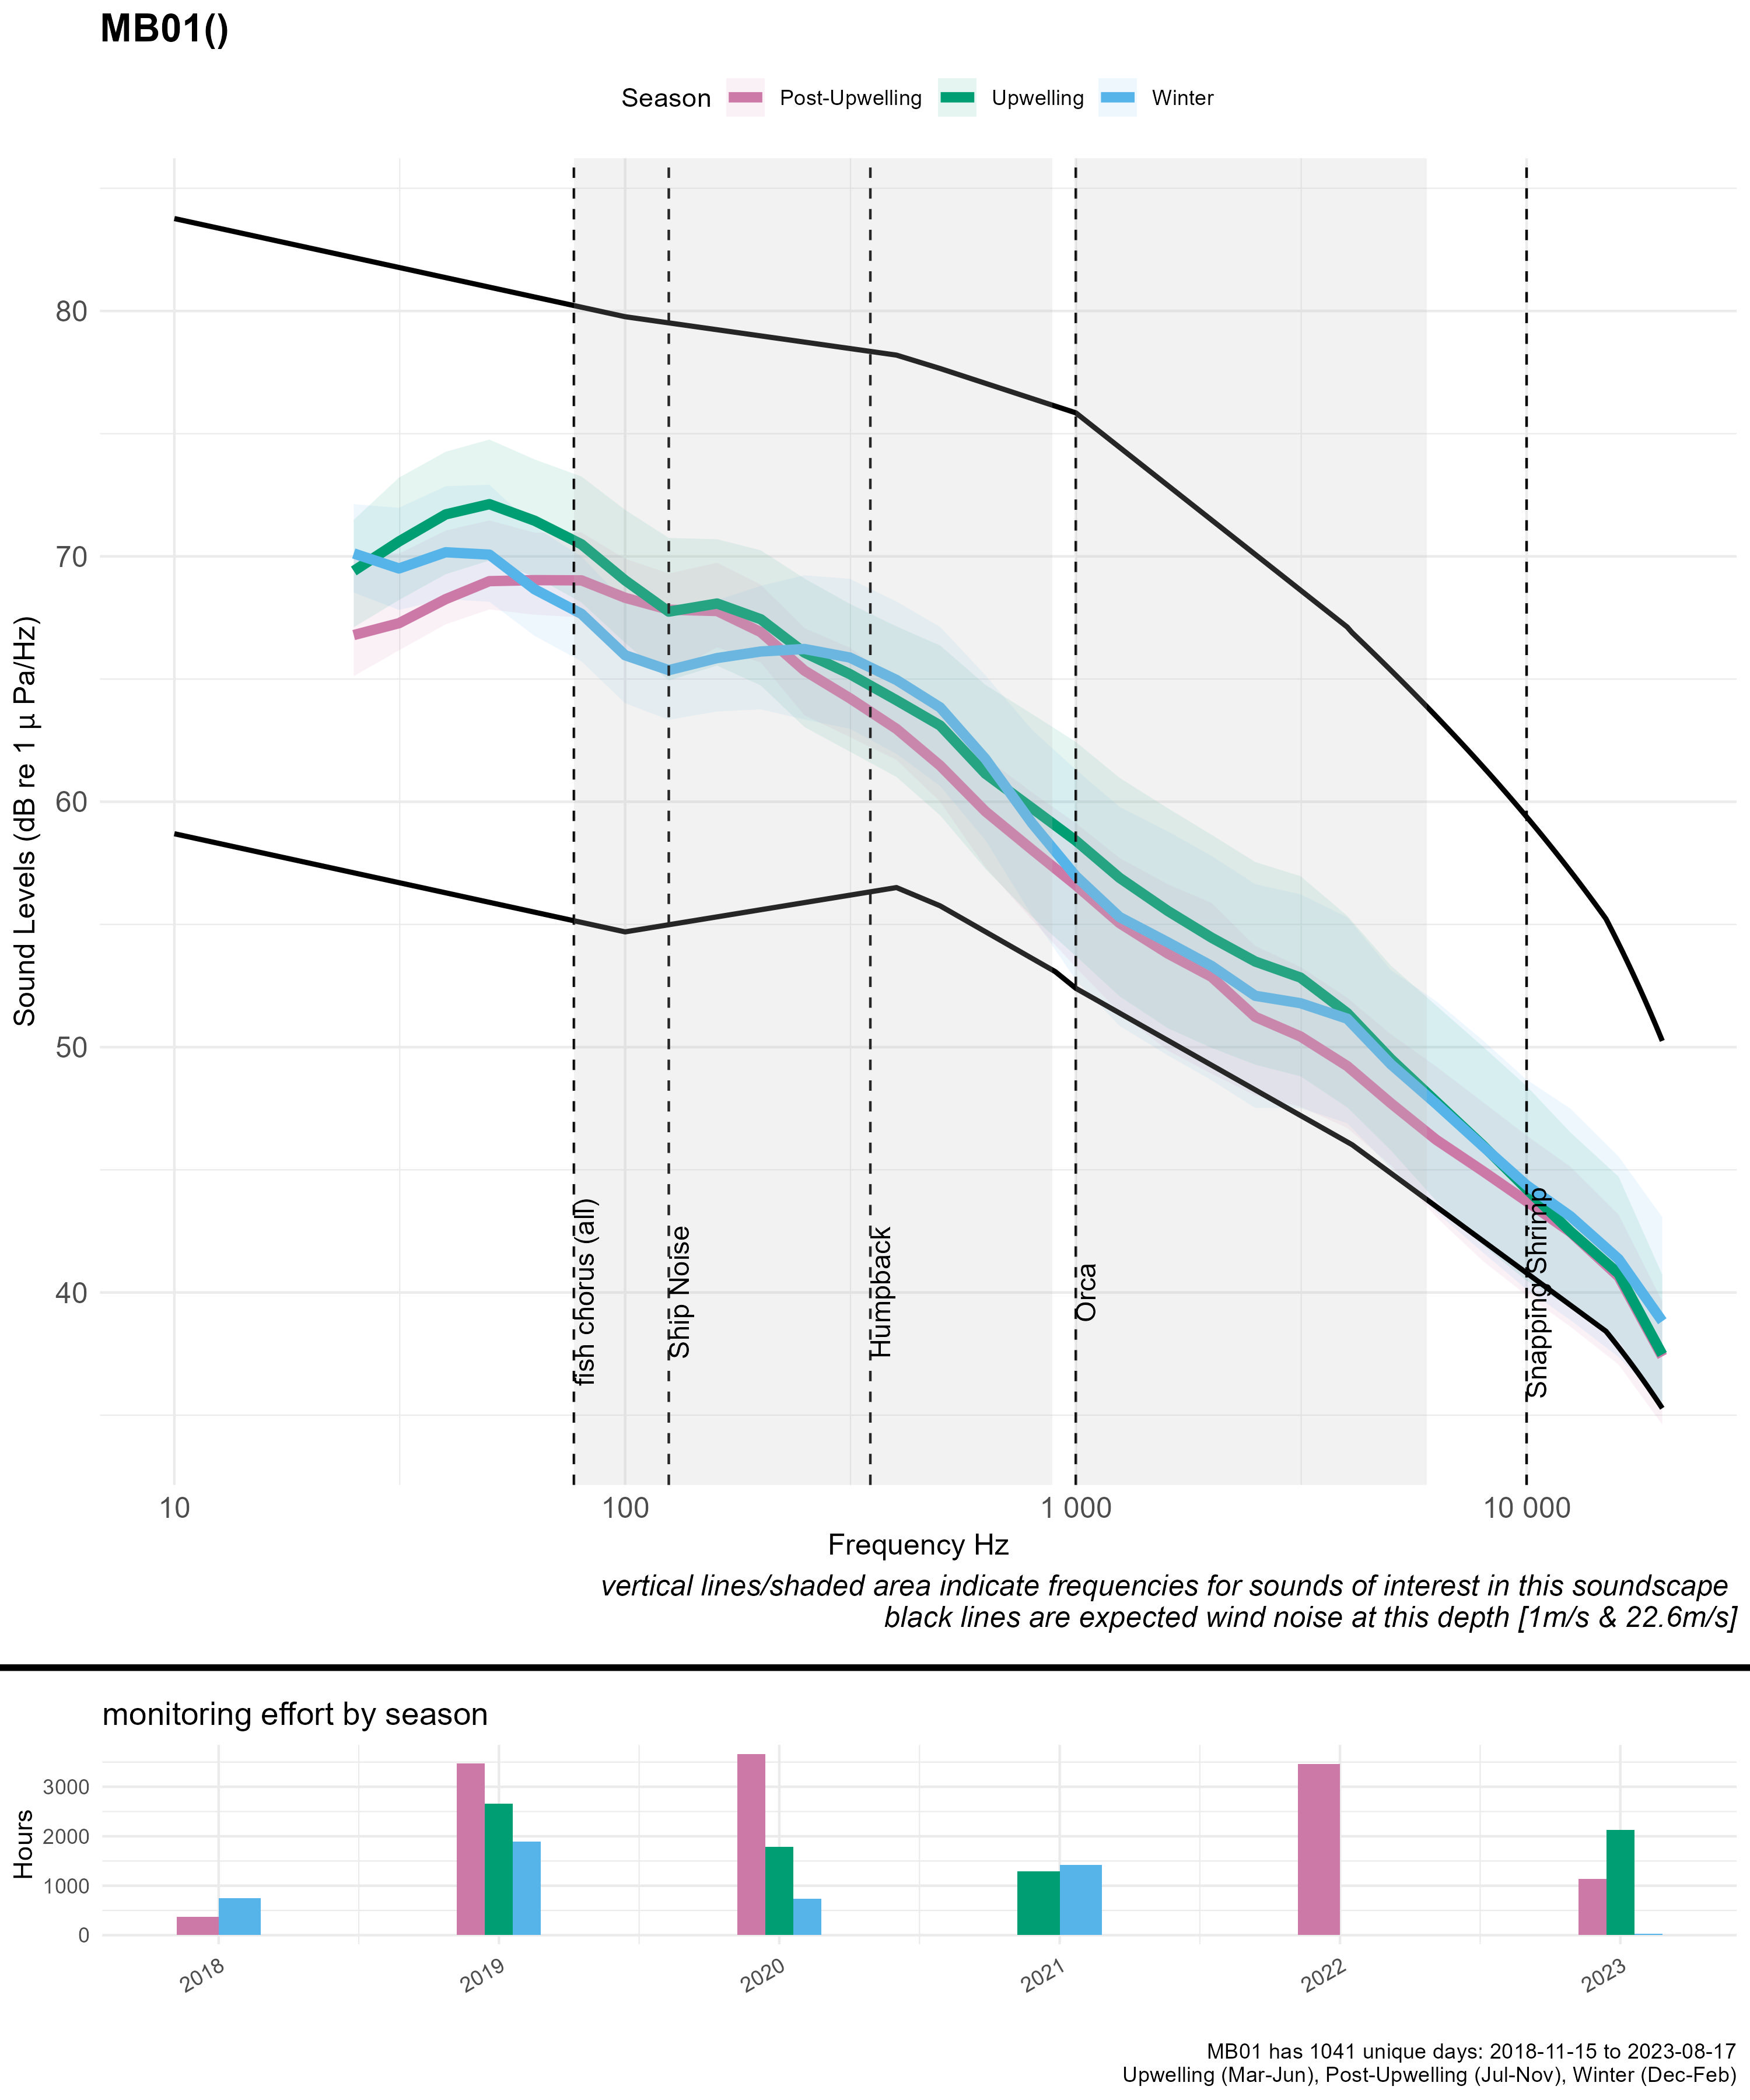 MB01()
Season Post-Upwelling Upwelling Winter
Sound Levels (dB re 1 µ Pa/Hz)
80
70
60
50
40
fish chorus (all)
Ship Noise
Humpback
Orca
Snapping Shrimp
10 100 1 000 10 000
Frequency Hz
vertical lines/shaded area indicate frequencies for sounds of interest in this soundscape
black lines are expected wind noise at this depth [1m/s & 22.6m/s]
monitoring effort by season
Hours
3000
2000
1000
0
2018 2019 2020 2021 2022 2023
MB01 has 1041 unique days: 2018-11-15 to 2023-08-17
Upwelling (Mar-Jun), Post-Upwelling (Jul-Nov), Winter (Dec-Feb)